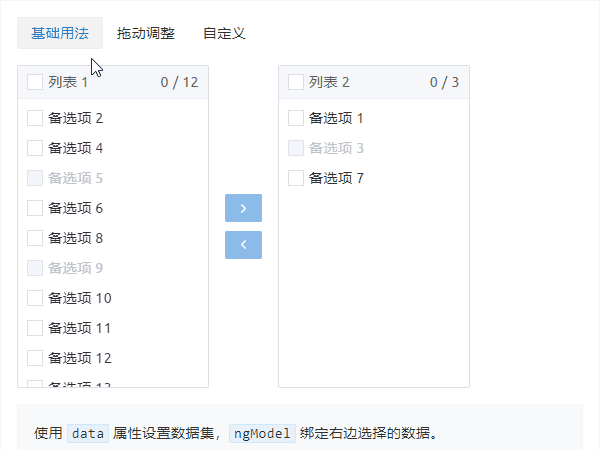 基础用法 拖动调整 自定义
列表 1 0 / 12
备选项 2
备选项 4
备选项 5
备选项 6
备选项 8
备选项 9
备选项 10
备选项 11
备选项 12
备选项 13
列表 2 0 / 3
备选项 1
备选项 3
备选项 7
使用 data 属性设置数据集，ngModel 绑定右边选择的数据。